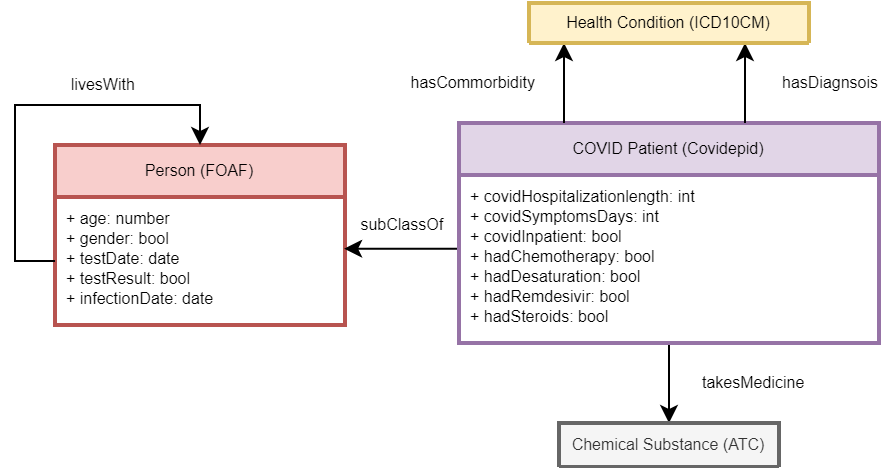 Health Condition (ICD10CM)
livesWith
hasCommorbidity
hasDiagnsois
Person (FOAF)
+ age: number
+ gender: bool
+ testDate: date
+ testResult: bool
+ infectionDate: date
subClassOf
COVID Patient (Covidepid)
+ covidHospitalizationlength: int
+ covidSymptomsDays: int
+ covidInpatient: bool
+ hadChemotherapy: bool
+ hadDesaturation: bool
+ hadRemdesivir: bool
+ hadSteroids: bool
takesMedicine
Chemical Substance (ATC)